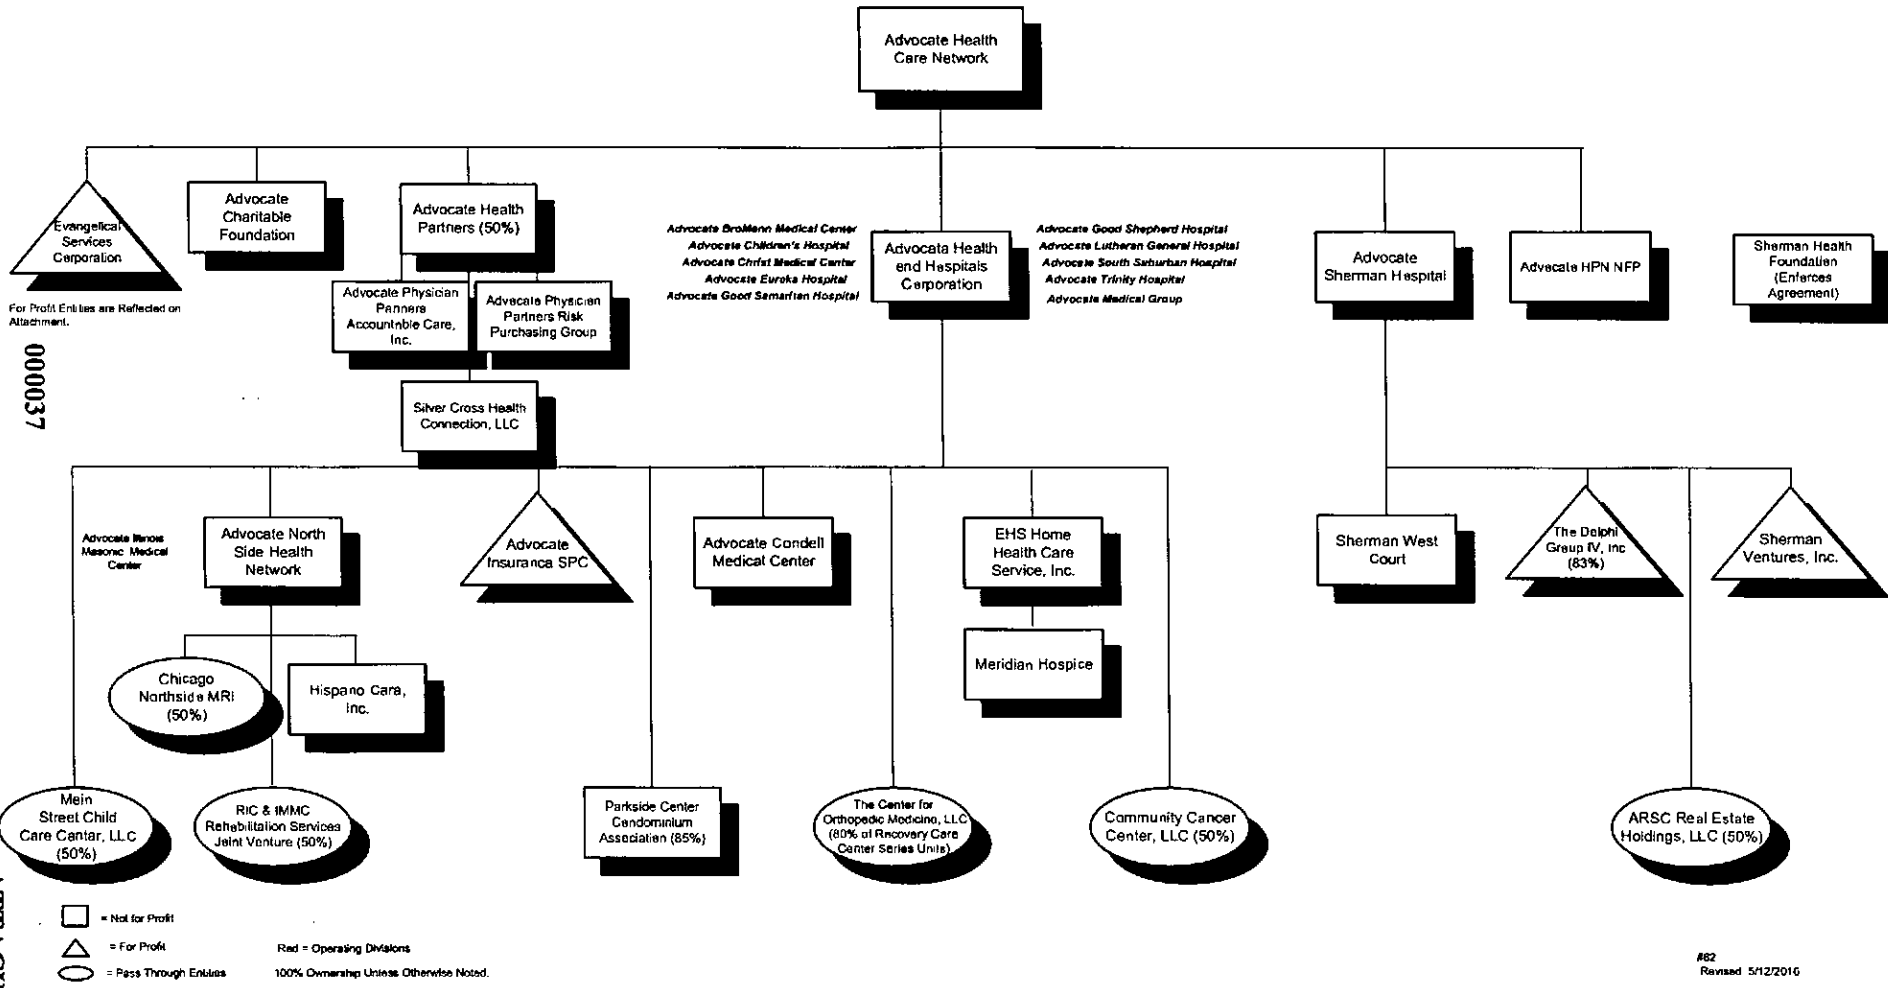 Advocate Health
Care Network
Evangelical
Services
Corporation
For Profit Entities are Reflected on
Attachment.
Advocate
Charitable
Foundation
Advocate Health
Partners (50%)
Advocate Physician
Partners
Accountable Care,
Inc.
Advocate Physician
Partners Risk
Purchasing Group
Silver Cross Health
Connection, LLC
Advocate BroMenn Medical Center
Advocate Children's Hospital
Advocate Christ Medical Center
Advocate Eureka Hospital
Advocate Good Samaritan Hospital
Advocate Health
and Hospitals
Corporation
Advocate Good Shepherd Hospital
Advocate Lutheran General Hospital
Advocate South Suburban Hospital
Advocate Trinity Hospital
Advocate Medical Group
Advocate
Sherman Hospital
Advocate HPN NFP
Sherman Health
Foundation
(Enforces
Agreement)
000037
Advocate Illinois
Masonic Medical
Center
Advocate North
Side Health
Network
Advocate
Insurance SPC
Advocate Condell
Medical Center
EHS Home
Health Care
Service, Inc.
Sherman West
Court
The Delphi
Group IV, Inc
(83%)
Sherman
Ventures, Inc.
Chicago
Northside MRI
(50%)
Hispano Care,
Inc.
Meridian Hospice
Main
Street Child
Care Center, LLC
(50%)
RIC & IMMC
Rehabilitation Services
Joint Venture (50%)
Parkside Center
Condominium
Association (85%)
The Center for
Orthopedic Medicine, LLC
(80% of Recovery Care
Center Series Units)
Community Cancer
Center, LLC (50%)
ARSC Real Estate
Holdings, LLC (50%)
= Not for Profit
= For Profit
Red = Operating Divisions
= Pass Through Entities
100% Ownership Unless Otherwise Noted.
#62
Revised 5/12/2016